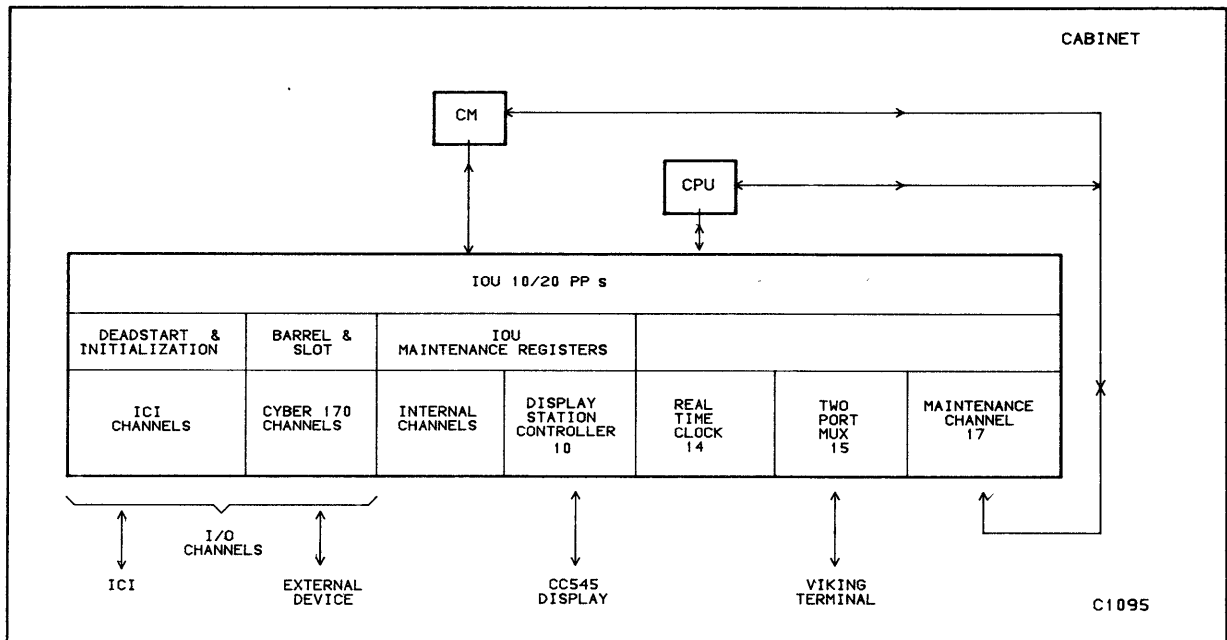 CABINET
CM
CPU
IOU 10/20 PP s
DEADSTART &
INITIALIZATION
BARREL &
SLOT
IOU
MAINTENANCE REGISTERS
ICI
CHANNELS
CYBER 170
CHANNELS
INTERNAL
CHANNELS
DISPLAY
STATION
CONTROLLER
10
REAL
TIME
CLOCK
14
TWO
PORT
MUX
15
MAINTENANCE
CHANNEL
17
I/O
CHANNELS
ICI
EXTERNAL
DEVICE
CC545
DISPLAY
VIKING
TERMINAL
C1095